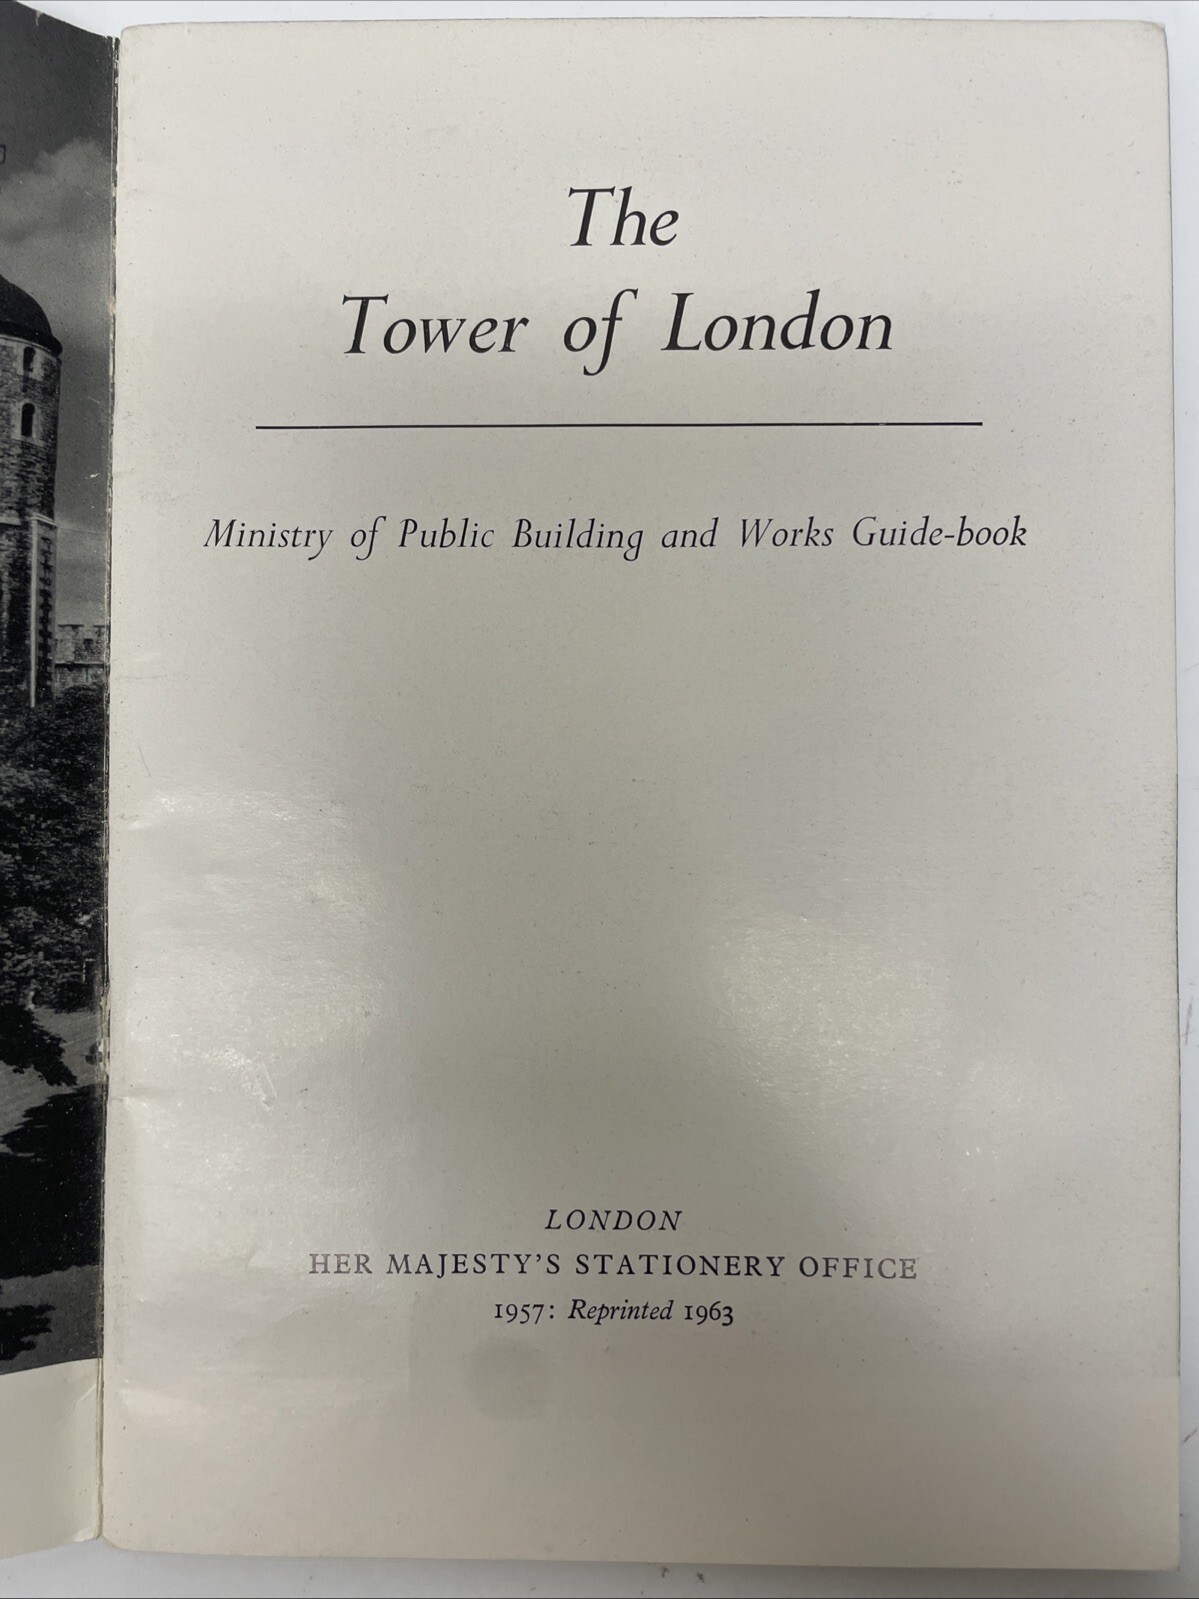 The
Tower of London
Ministry of Public Building and Works Guide-book
LONDON
HER MAJESTY'S STATIONERY OFFICE
1957: Reprinted 1963